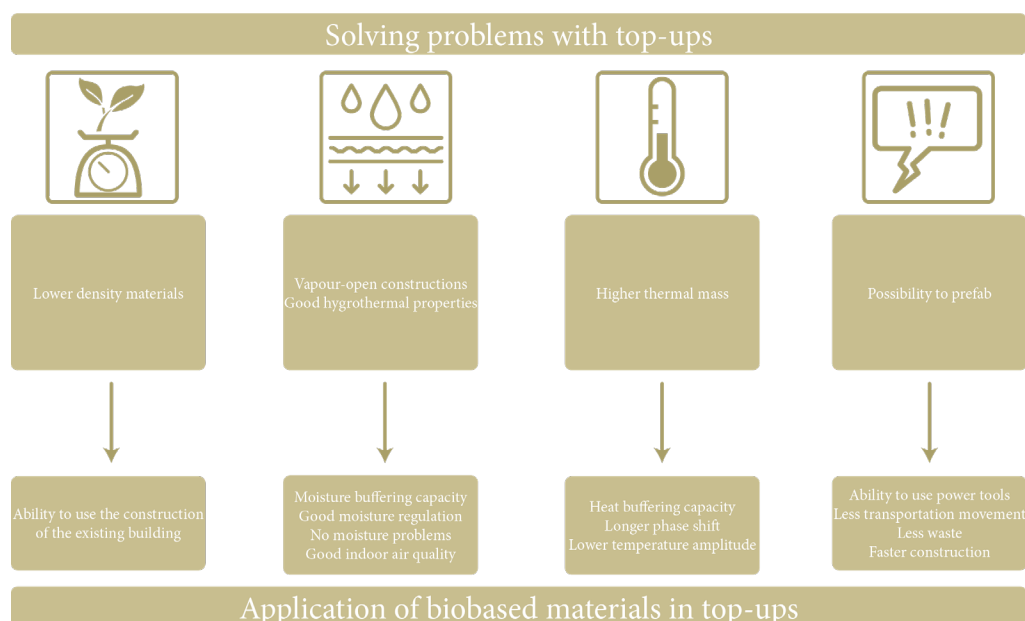 Solving problems with top-ups
Lower density materials
Vapour-open constructions
Good hygrothermal properties
Higher thermal mass
Possibility to prefab
Ability to use the construction
of the existing building
Moisture buffering capacity
Good moisture regulation
No moisture problems
Good indoor air quality
Heat buffering capacity
Longer phase shift
Lower temperature amplitude
Ability to use power tools
Less transportation movement
Less waste
Faster construction
Application of biobased materials in top-ups